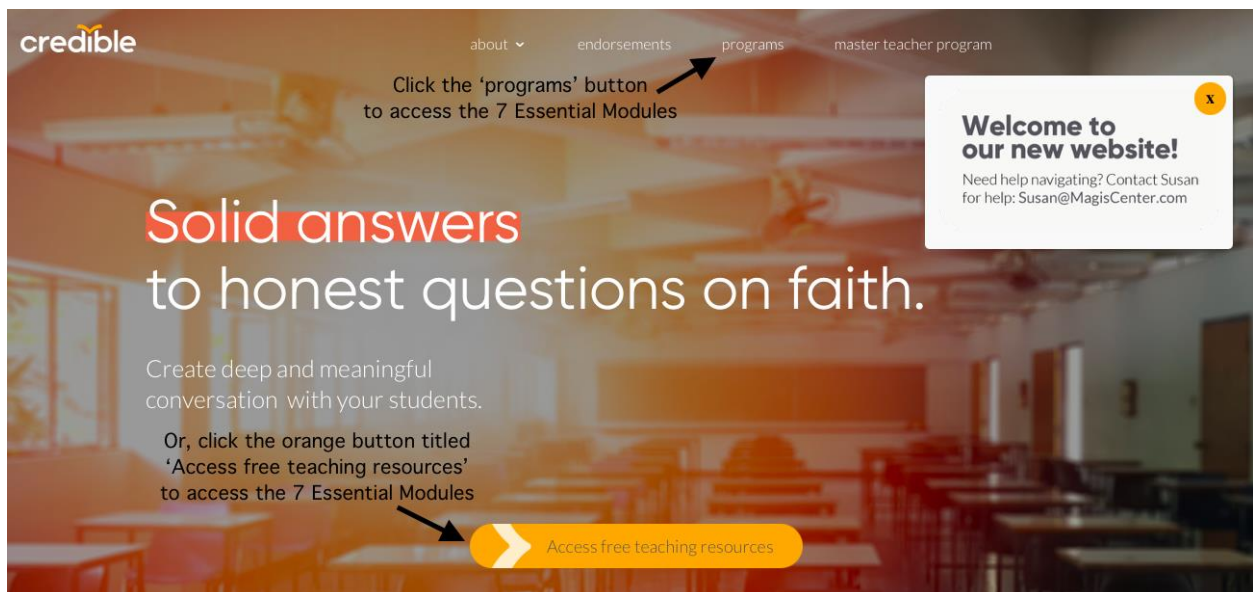 credible
about
endorsements
programs
master teacher program
Click the 'programs' button
to access the 7 Essential Modules
x
Welcome to
our new website!
Need help navigating? Contact Susan
for help: Susan@MagisCenter.com
Solid answers
to honest questions on faith.
Create deep and meaningful
conversation with your students.
Or, click the orange button titled
'Access free teaching resources'
to access the 7 Essential Modules
Access free teaching resources